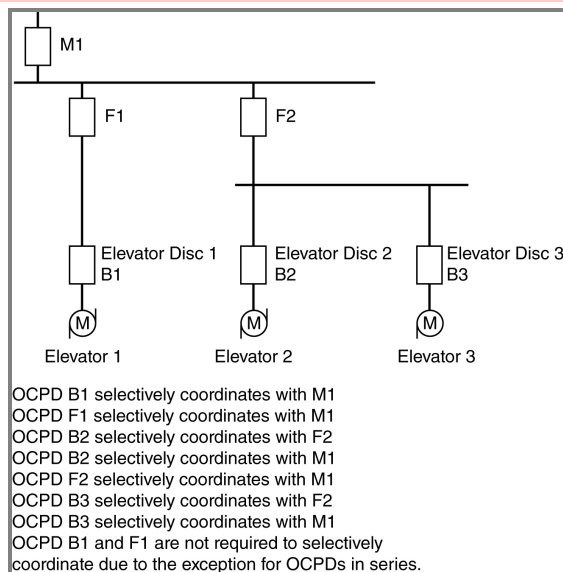 M1
F1
F2
Elevator Disc 1
B1
Elevator Disc 2
B2
Elevator Disc 3
B3
M
M
M
Elevator 1
Elevator 2
Elevator 3
OCPD B1 selectively coordinates with M1
OCPD F1 selectively coordinates with M1
OCPD B2 selectively coordinates with F2
OCPD B2 selectively coordinates with M1
OCPD F2 selectively coordinates with M1
OCPD B3 selectively coordinates with F2
OCPD B3 selectively coordinates with M1
OCPD B1 and F1 are not required to selectively
coordinate due to the exception for OCPDs in series.